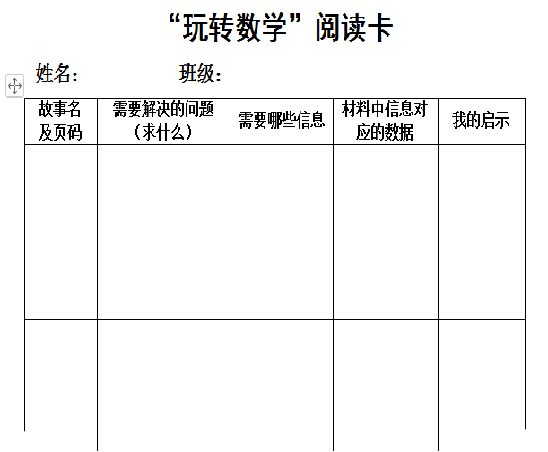 “玩转数学”阅读卡
姓名： 班级：
故事名
及页码
需要解决的问题
（求什么）
需要哪些信息
材料中信息对
应的数据
我的启示